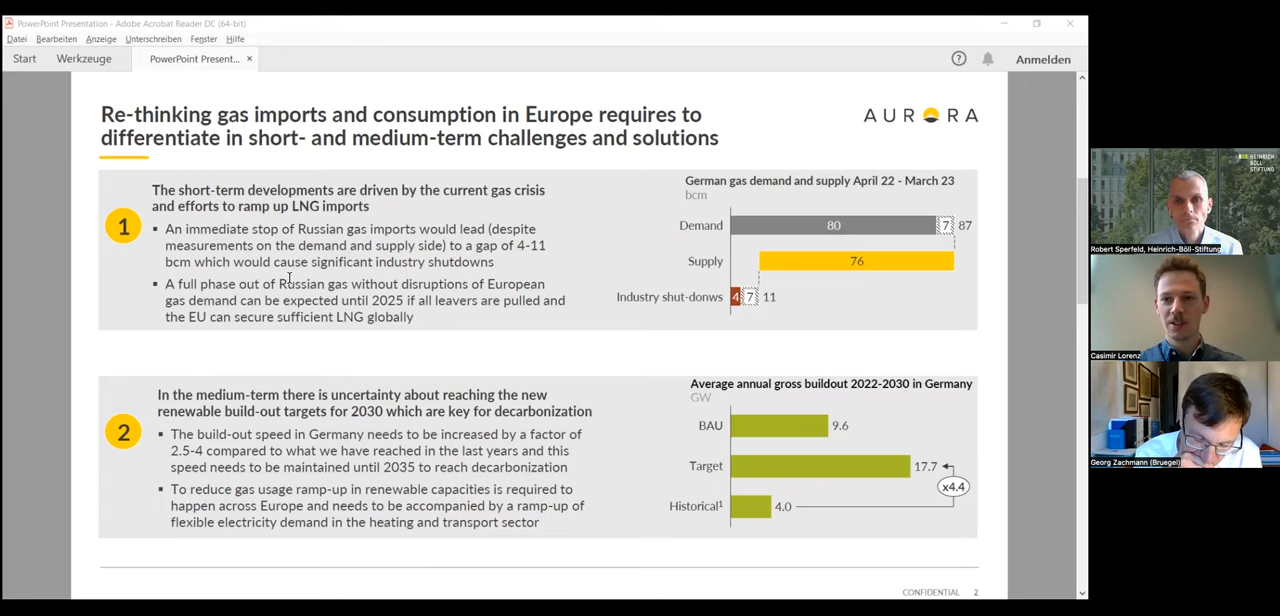 PowerPoint Presentation - Adobe Acrobat Reader DC (64-bit)
Datei Bearbeiten Anzeige Unterschreiben Fenster Hilfe
Start Werkzeuge PowerPoint Present... × Anmelden
Re-thinking gas imports and consumption in Europe requires to
differentiate in short- and medium-term challenges and solutions
AURORA
1
The short-term developments are driven by the current gas crisis
and efforts to ramp up LNG imports
▪ An immediate stop of Russian gas imports would lead (despite
measurements on the demand and supply side) to a gap of 4-11
bcm which would cause significant industry shutdowns
▪ A full phase out of Russian gas without disruptions of European
gas demand can be expected until 2025 if all leavers are pulled and
the EU can secure sufficient LNG globally
German gas demand and supply April 22 - March 23
bcm
Demand 80 7 87
Supply 76
Industry shut-donws 4 7 11
2
In the medium-term there is uncertainty about reaching the new
renewable build-out targets for 2030 which are key for decarbonization
▪ The build-out speed in Germany needs to be increased by a factor of
2.5-4 compared to what we have reached in the last years and this
speed needs to be maintained until 2035 to reach decarbonization
▪ To reduce gas usage ramp-up in renewable capacities is required to
happen across Europe and needs to be accompanied by a ramp-up of
flexible electricity demand in the heating and transport sector
Average annual gross buildout 2022-2030 in Germany
GW
BAU 9.6
Target 17.7
x4.4
Historical¹ 4.0
CONFIDENTIAL 2
HEINRICH
BÖLL
STIFTUNG
Robert Sperfeld, Heinrich-Böll-Stiftung
Casimir Lorenz
Georg Zachmann (Bruegel)